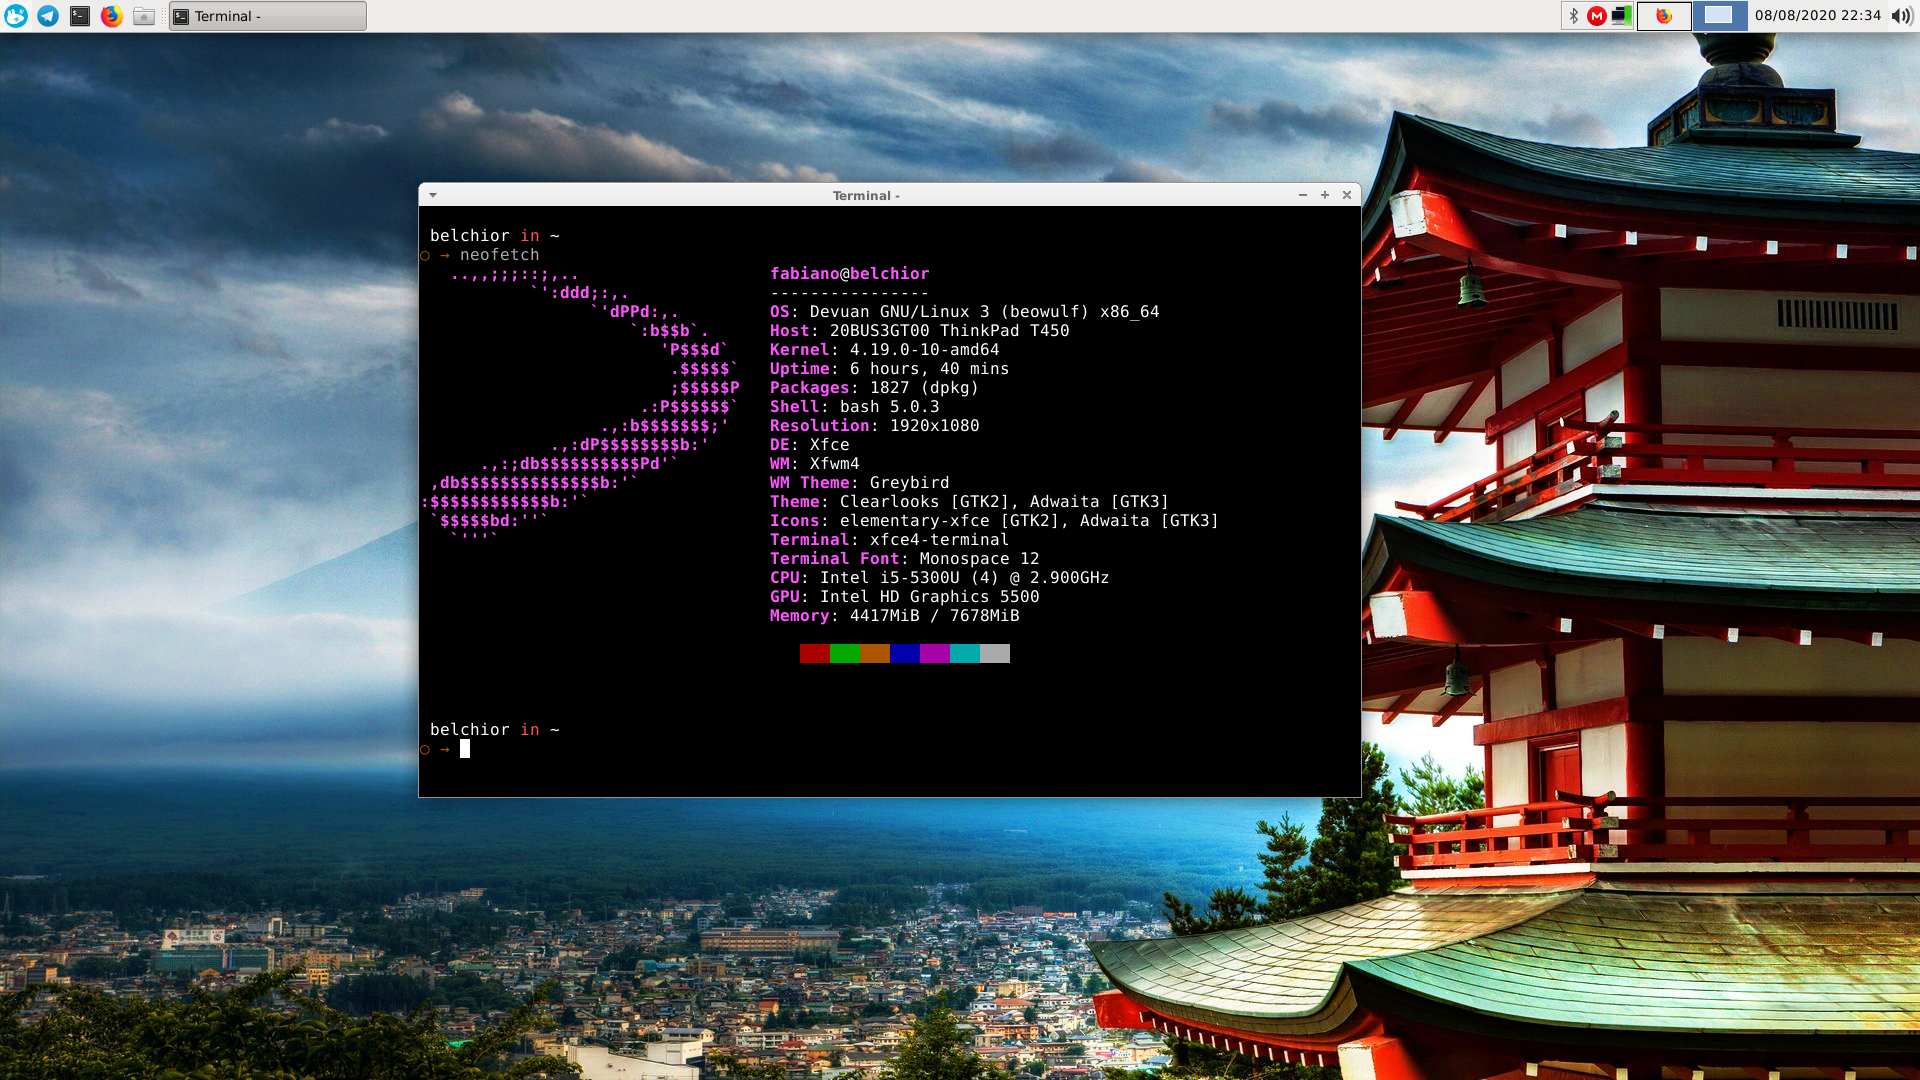 Terminal -
08/08/2020 22:34
Terminal -
belchior in ~
○ → neofetch
..,,;;;::;,..
`':ddd;:,.
`'dPPd:,.
`:b$$b`.
'P$$$d`
.$$$$$`
;$$$$$P
.:P$$$$$$`
.,:b$$$$$$$;'
.,:dP$$$$$$$$b:'
.,:;db$$$$$$$$$$Pd'`
,db$$$$$$$$$$$$$$b:'`
:$$$$$$$$$$$$b:'`
`$$$$$bd:''`
`'''`
fabiano@belchior
----------------
OS: Devuan GNU/Linux 3 (beowulf) x86_64
Host: 20BUS3GT00 ThinkPad T450
Kernel: 4.19.0-10-amd64
Uptime: 6 hours, 40 mins
Packages: 1827 (dpkg)
Shell: bash 5.0.3
Resolution: 1920x1080
DE: Xfce
WM: Xfwm4
WM Theme: Greybird
Theme: Clearlooks [GTK2], Adwaita [GTK3]
Icons: elementary-xfce [GTK2], Adwaita [GTK3]
Terminal: xfce4-terminal
Terminal Font: Monospace 12
CPU: Intel i5-5300U (4) @ 2.900GHz
GPU: Intel HD Graphics 5500
Memory: 4417MiB / 7678MiB
belchior in ~
○ →